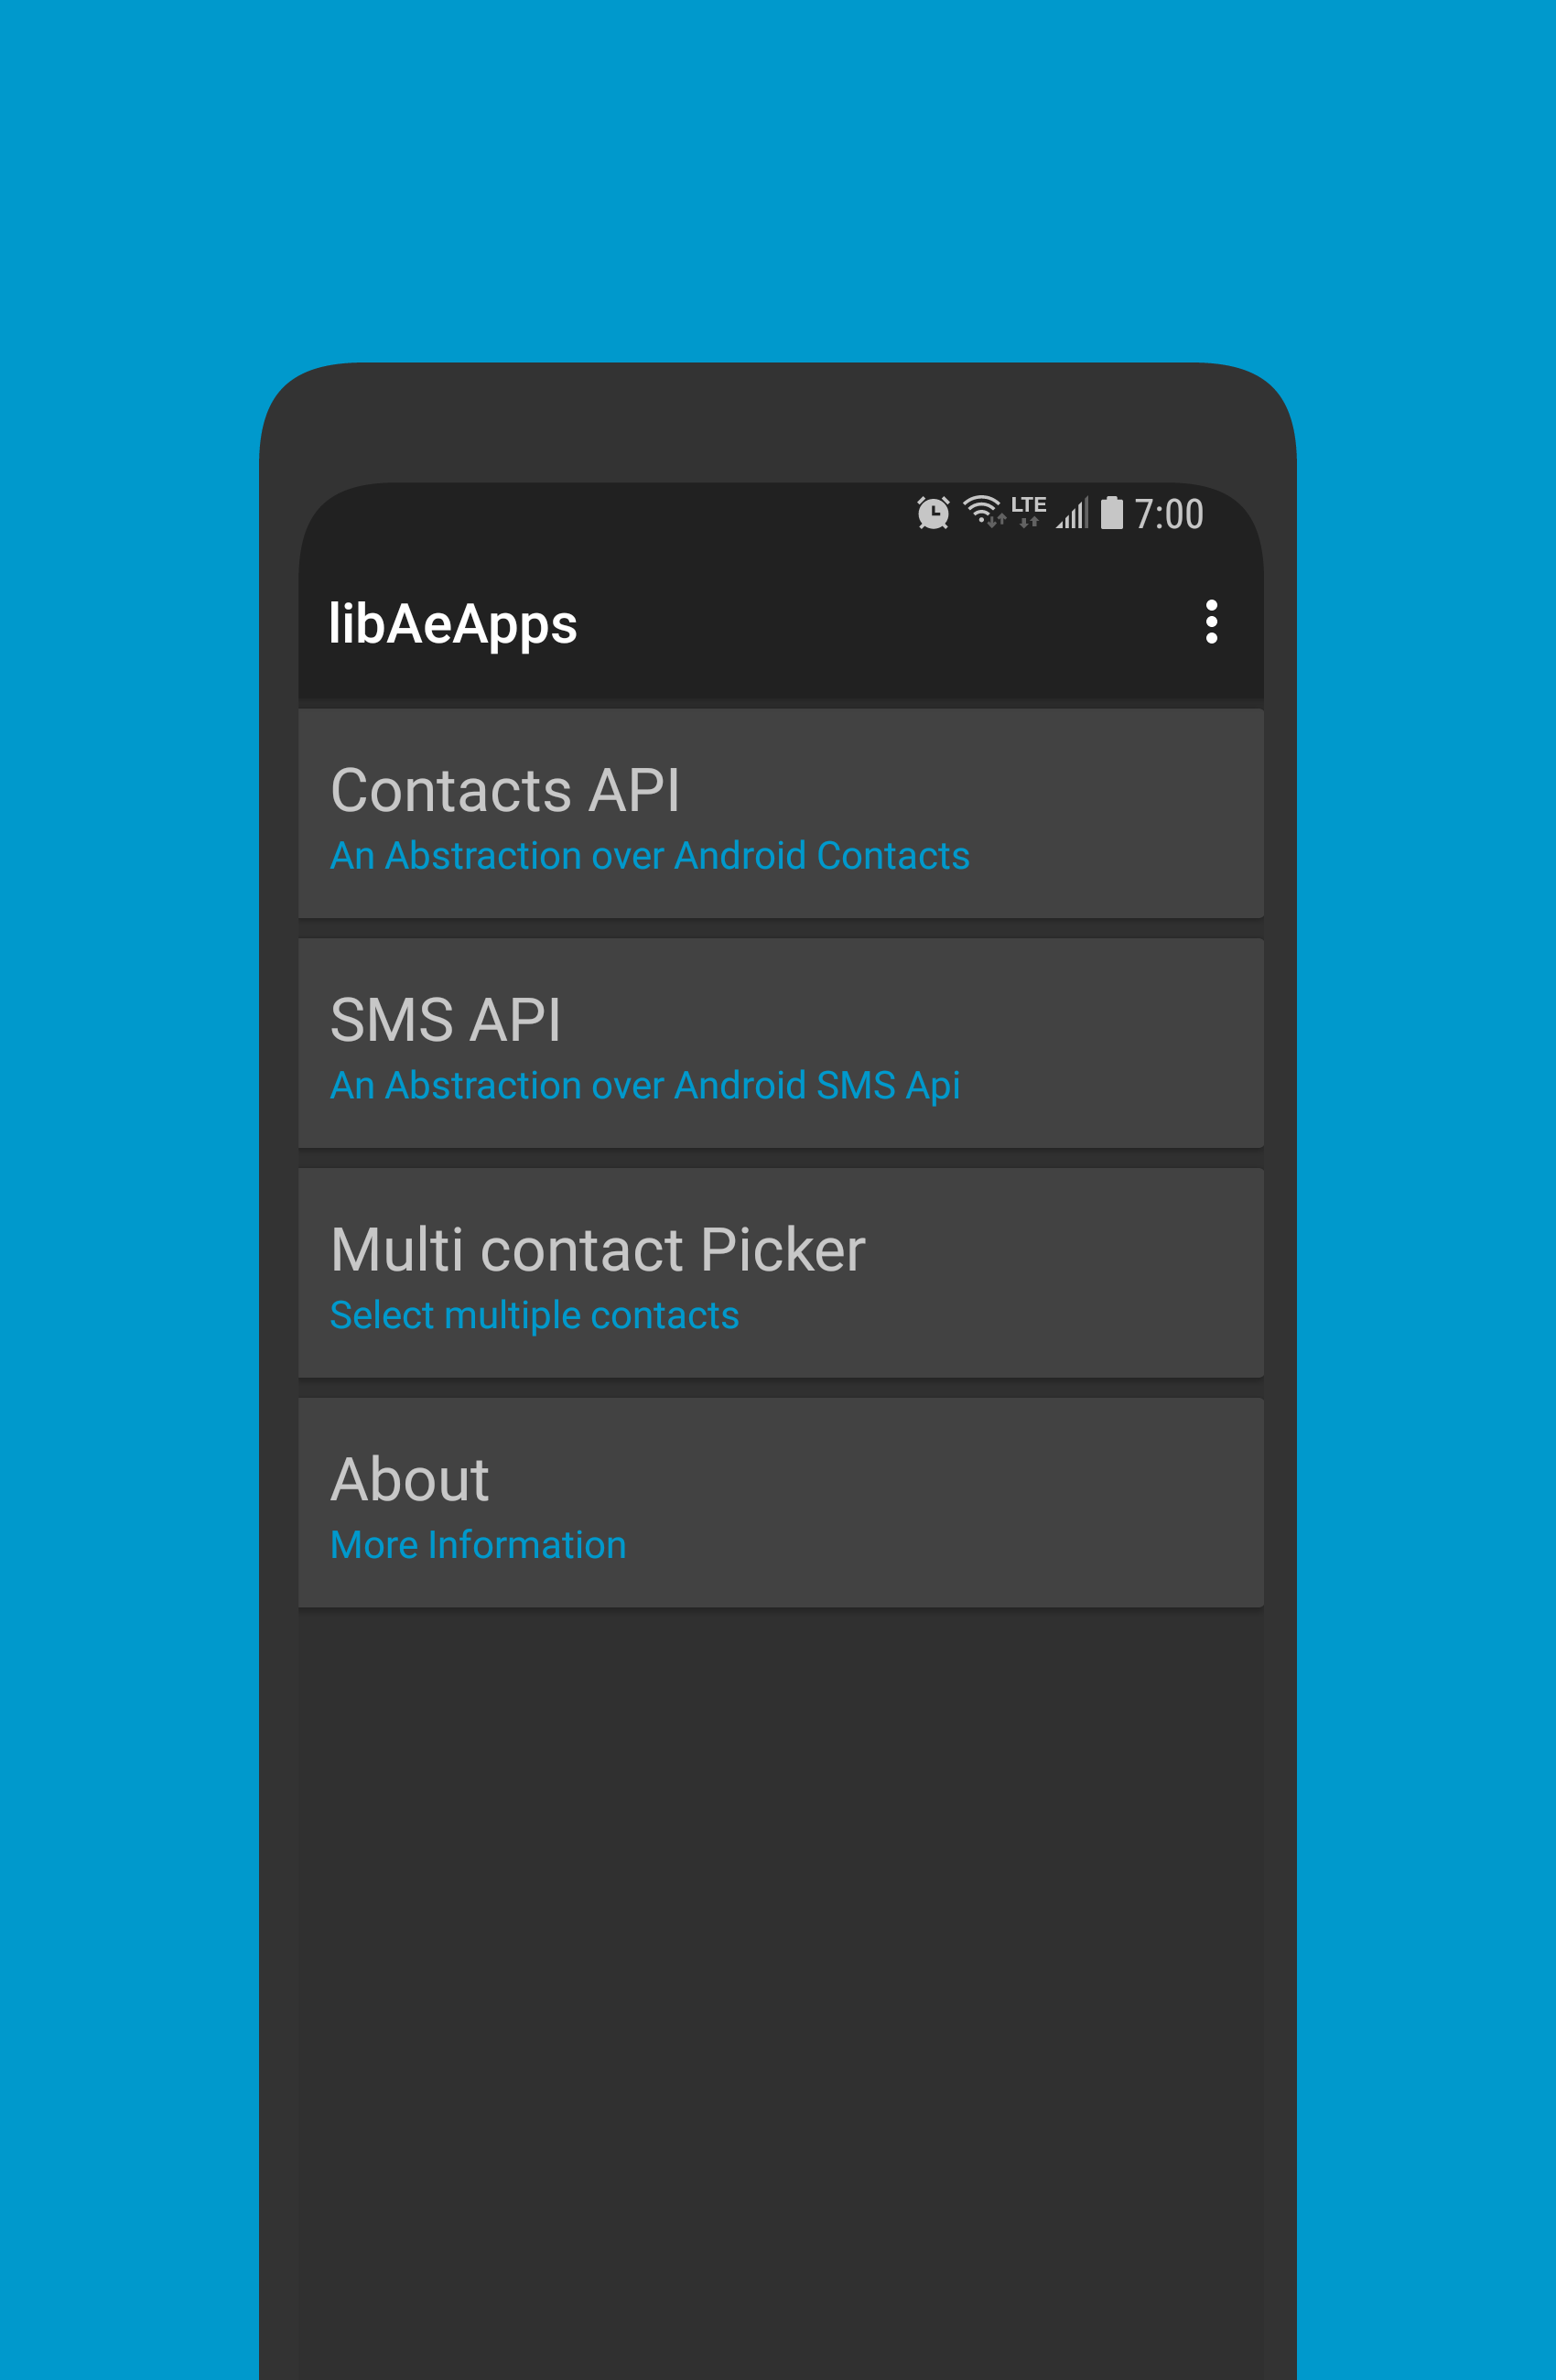 LTE 7:00
libAeApps
Contacts API
An Abstraction over Android Contacts
SMS API
An Abstraction over Android SMS Api
Multi contact Picker
Select multiple contacts
About
More Information